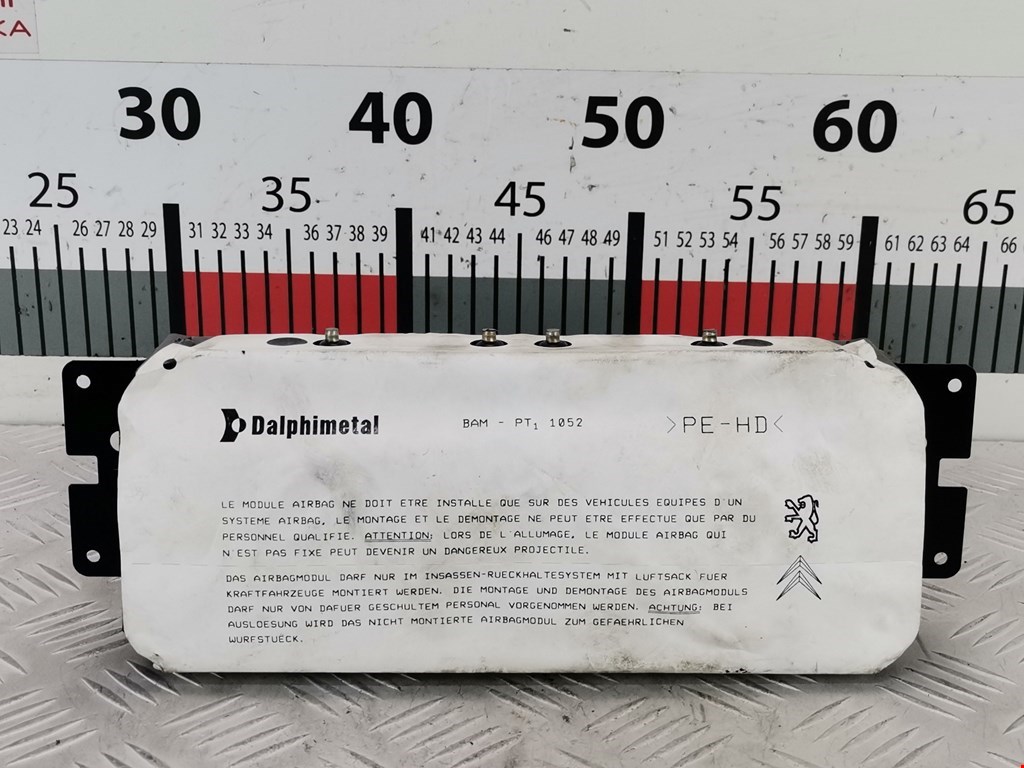 КА
30 40 50 60
25 35 45 55 65
23 24 26 27 28 29 31 32 33 34 36 37 38 39 41 42 43 44 46 47 48 49 51 52 53 54 56 57 58 59 61 62 63 64 66
Dalphimetal BAM - PT1 1052 >PE-HD<
LE MODULE AIRBAG NE DOIT ETRE INSTALLE QUE SUR DES VEHICULES EQUIPES D'UN
SYSTEME AIRBAG, LE MONTAGE ET LE DEMONTAGE NE PEUT ETRE EFFECTUE QUE PAR DU
PERSONNEL QUALIFIE. ATTENTION: LORS DE L'ALLUMAGE, LE MODULE AIRBAG QUI
N'EST PAS FIXE PEUT DEVENIR UN DANGEREUX PROJECTILE.
DAS AIRBAGMODUL DARF NUR IM INSASSEN-RUECKHALTESYSTEM MIT LUFTSACK FUER
KRAFTFAHRZEUGE MONTIERT WERDEN. DIE MONTAGE UND DEMONTAGE DES AIRBAGMODULS
DARF NUR VON DAFUER GESCHULTEM PERSONAL VORGENOMMEN WERDEN. ACHTUNG: BEI
AUSLOESUNG WIRD DAS NICHT MONTIERTE AIRBAGMODUL ZUM GEFAEHRLICHEN
WURFSTUECK.